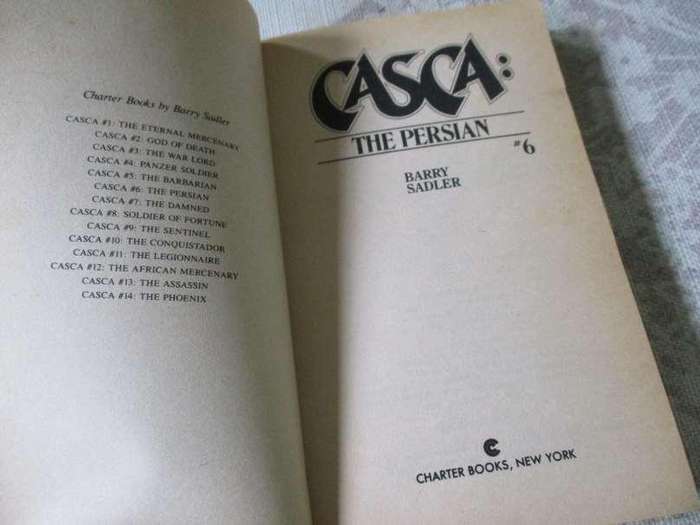 Charter Books by Barry Sadler
CASCA #1: THE ETERNAL MERCENARY
CASCA #2: GOD OF DEATH
CASCA #3: THE WAR LORD
CASCA #4: PANZER SOLDIER
CASCA #5: THE BARBARIAN
CASCA #6: THE PERSIAN
CASCA #7: THE DAMNED
CASCA #8: SOLDIER OF FORTUNE
CASCA #9: THE SENTINEL
CASCA #10: THE CONQUISTADOR
CASCA #11: THE LEGIONNAIRE
CASCA #12: THE AFRICAN MERCENARY
CASCA #13: THE ASSASSIN
CASCA #14: THE PHOENIX
CASCA:
THE PERSIAN
#6
BARRY
SADLER
CHARTER BOOKS, NEW YORK